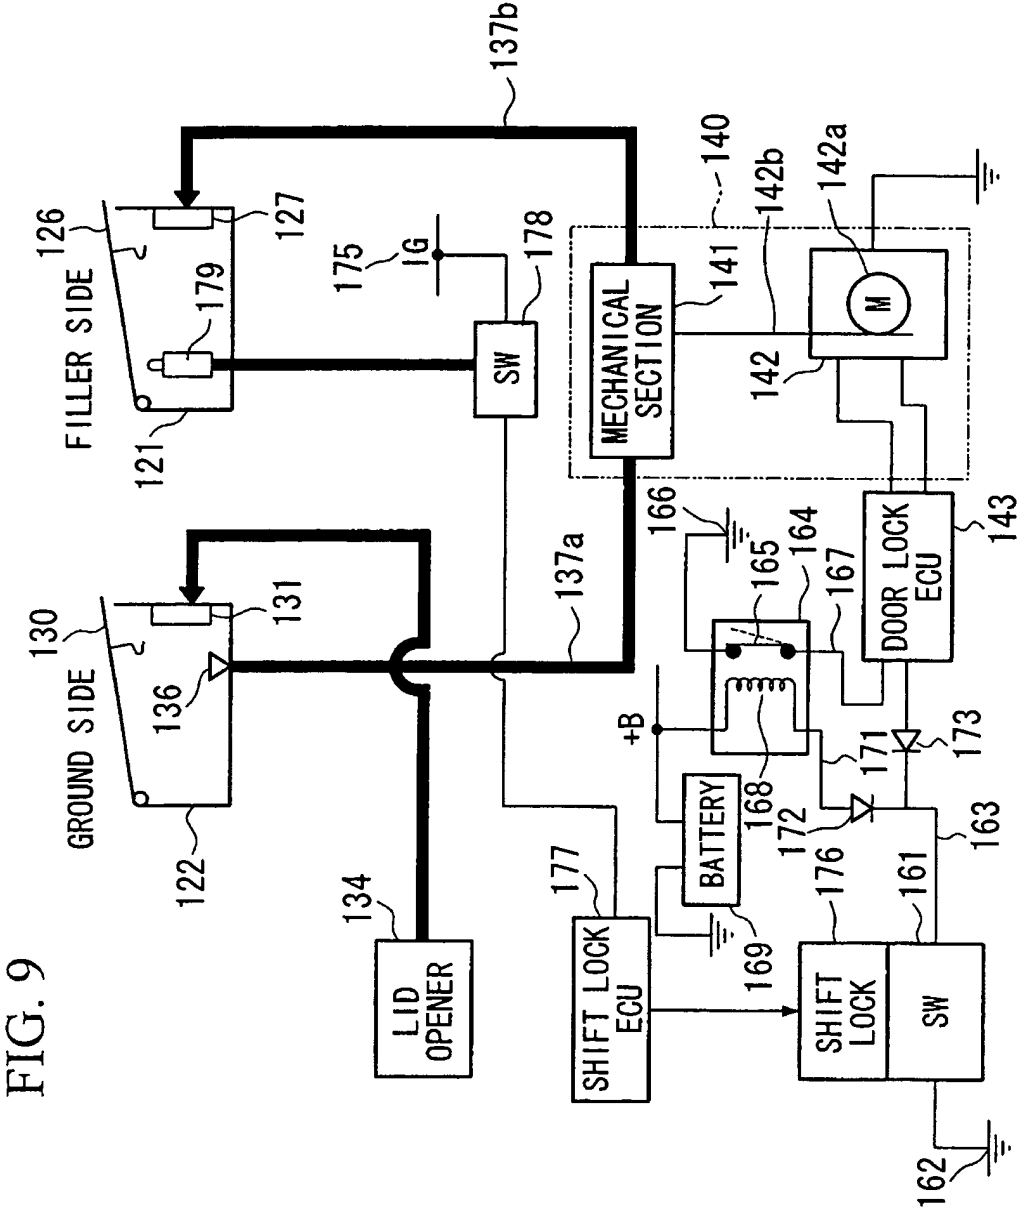 FIG. 9
GROUND SIDE
130
136
131
122
FILLER SIDE
126
179
127
121
137b
175
IG
178
SW
134
LID
OPENER
137a
140
141
142b
142a
142
MECHANICAL
SECTION
M
166
165
164
167
+B
168
171
172
173
163
143
DOOR LOCK
ECU
177
SHIFT LOCK
ECU
BATTERY
169
176
161
SHIFT
LOCK
SW
162